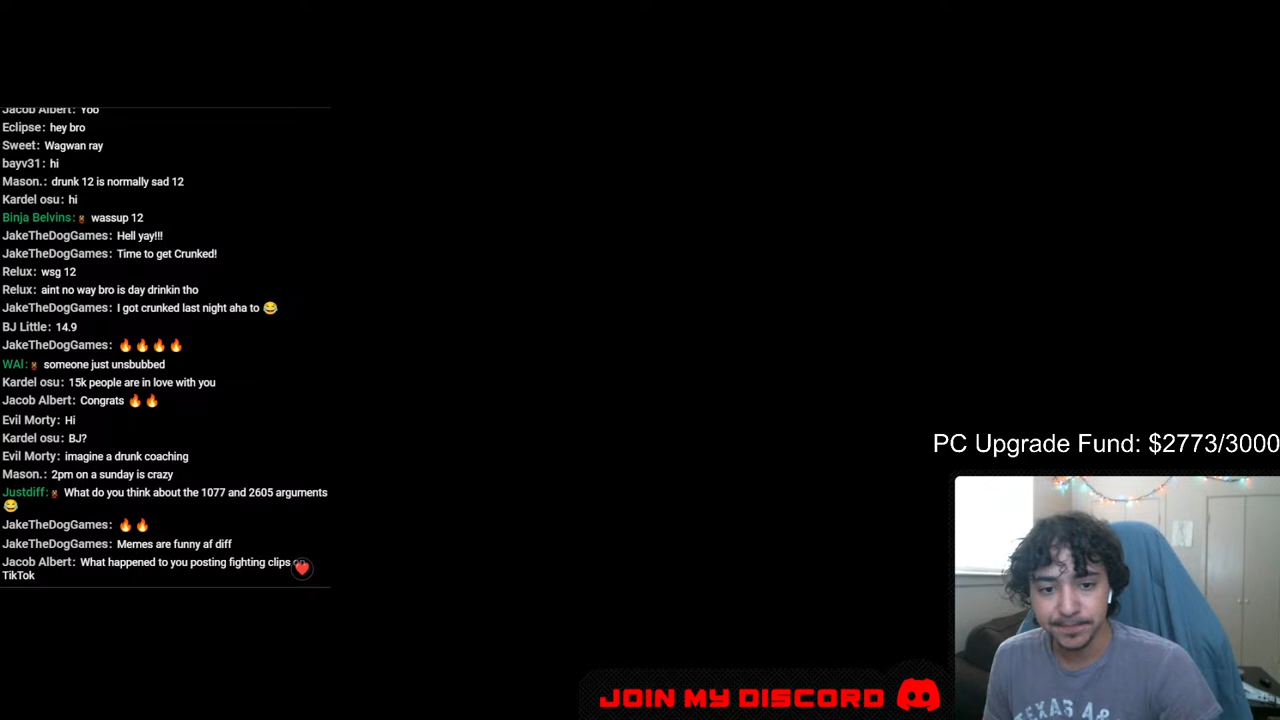 Jacob Albert: Yoo
Eclipse: hey bro
Sweet: Wagwan ray
bayv31: hi
Mason.: drunk 12 is normally sad 12
Kardel osu: hi
Binja Belvins: wassup 12
JakeTheDogGames: Hell yay!!!
JakeTheDogGames: Time to get Crunked!
Relux: wsg 12
Relux: aint no way bro is day drinkin tho
JakeTheDogGames: I got crunked last night aha to 😂
BJ Little: 14.9
JakeTheDogGames: 🔥🔥🔥🔥
WAI: someone just unsbubbed
Kardel osu: 15k people are in love with you
Jacob Albert: Congrats 🔥🔥
Evil Morty: Hi
Kardel osu: BJ?
Evil Morty: imagine a drunk coaching
Mason.: 2pm on a sunday is crazy
Justdiff: What do you think about the 1077 and 2605 arguments
😂
JakeTheDogGames: 🔥🔥
JakeTheDogGames: Memes are funny af diff
Jacob Albert: What happened to you posting fighting clips
TikTok
PC Upgrade Fund: $2773/3000
TEXAS A&
JOIN MY DISCORD